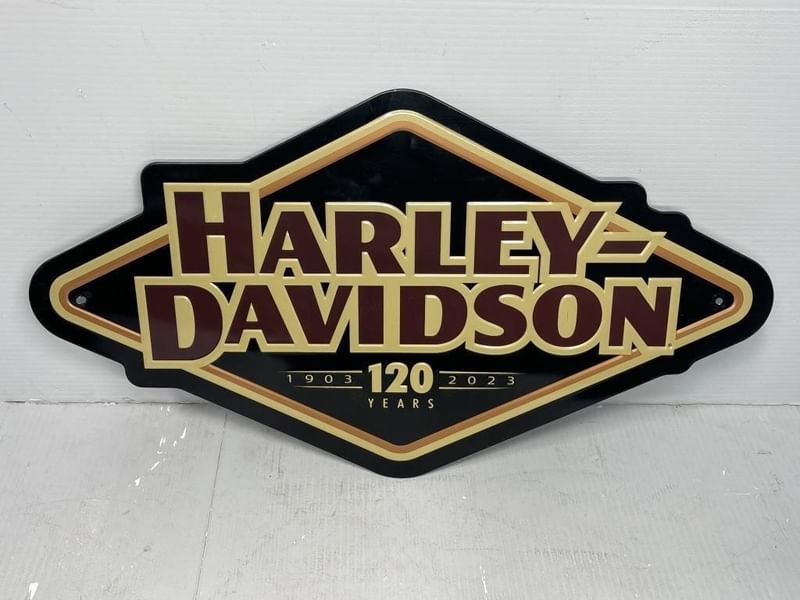 HARLEY-
DAVIDSON
1903 120 2023
YEARS